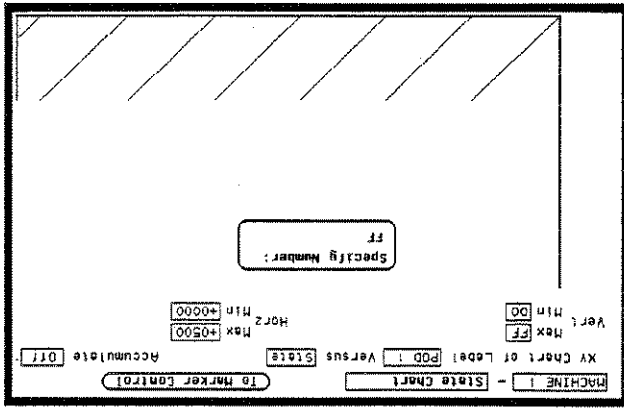 MACHINE 1 - State Chart To Marker Control
XY Chart of Label POD 1 Versus State Accumulate Off
Vert Max FF Min 00 Horz Max +0500 Min +0000
Specify Number:
FF